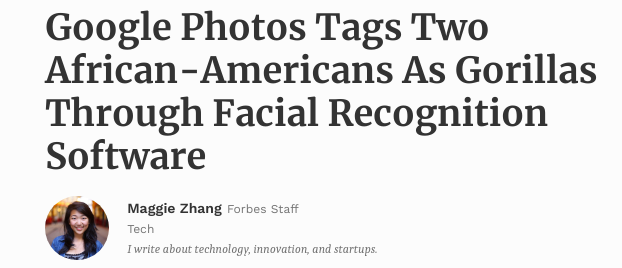 Google Photos Tags Two
African-Americans As Gorillas
Through Facial Recognition
Software
Maggie Zhang Forbes Staff
Tech
I write about technology, innovation, and startups.